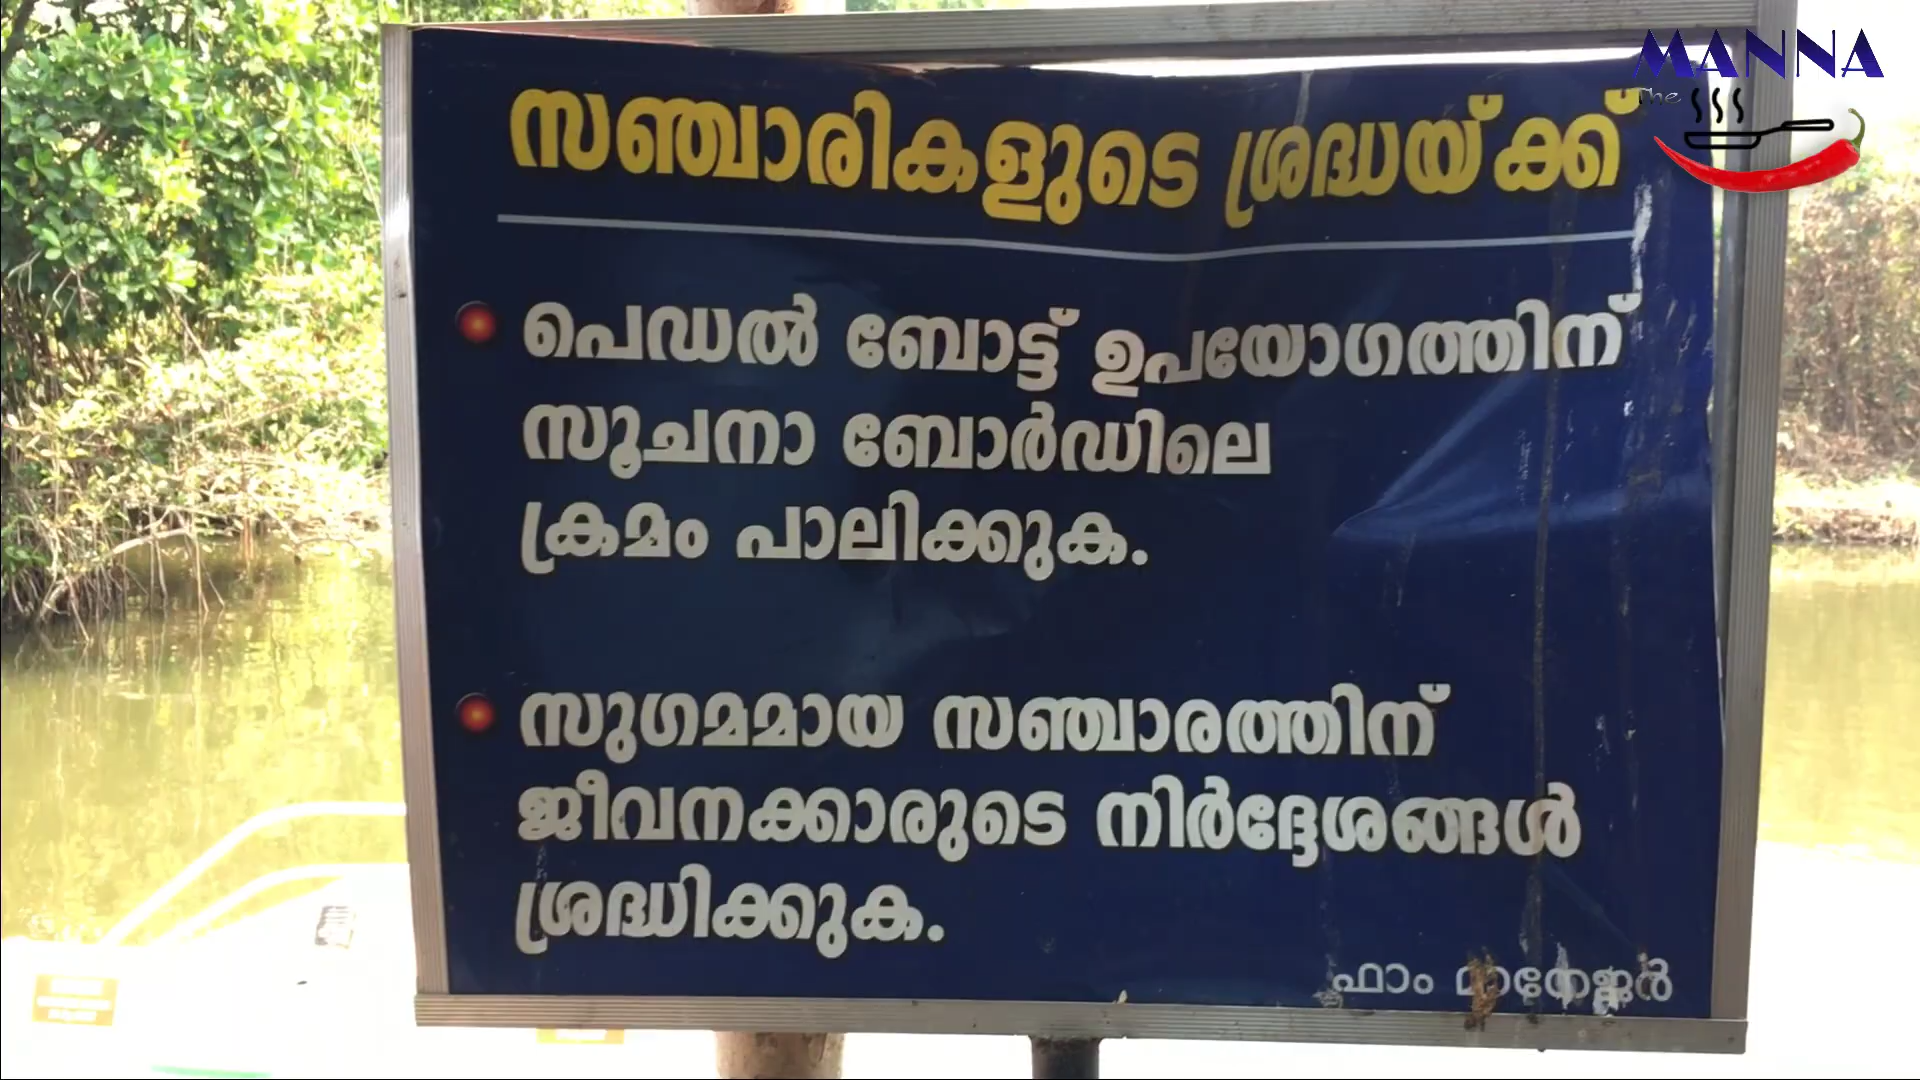 MANNA
The
സഞ്ചാരികളുടെ ശ്രദ്ധയ്ക്ക്
പെഡൽ ബോട്ട് ഉപയോഗത്തിന്
സൂചനാ ബോർഡിലെ
ക്രമം പാലിക്കുക.
സുഗമമായ സഞ്ചാരത്തിന്
ജീവനക്കാരുടെ നിർദ്ദേശങ്ങൾ
ശ്രദ്ധിക്കുക.
ഫാം മാനേജർ